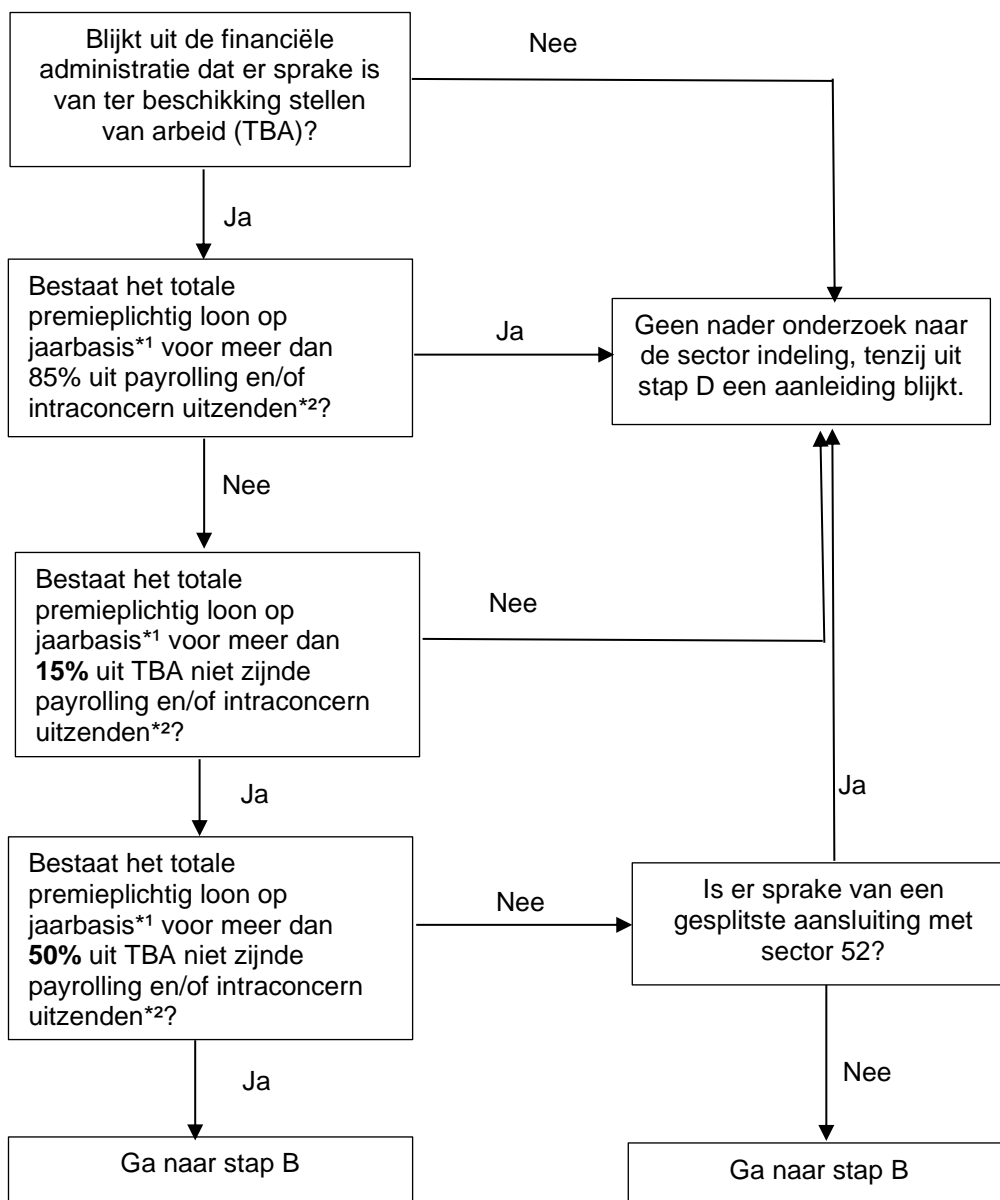 Blijkt uit de financiële
administratie dat er sprake is
van ter beschikking stellen
van arbeid (TBA)?
Nee
Ja
Bestaat het totale
premieplichtig loon op
jaarbasis*¹ voor meer dan
85% uit payrolling en/of
intraconcern uitzenden*²?
Ja
Geen nader onderzoek naar
de sector indeling, tenzij uit
stap D een aanleiding blijkt.
Nee
Bestaat het totale
premieplichtig loon op
jaarbasis*¹ voor meer dan
15% uit TBA niet zijnde
payrolling en/of intraconcern
uitzenden*²?
Nee
Ja
Ja
Bestaat het totale
premieplichtig loon op
jaarbasis*¹ voor meer dan
50% uit TBA niet zijnde
payrolling en/of intraconcern
uitzenden*²?
Nee
Is er sprake van een
gesplitste aansluiting met
sector 52?
Ja
Nee
Ga naar stap B
Ga naar stap B